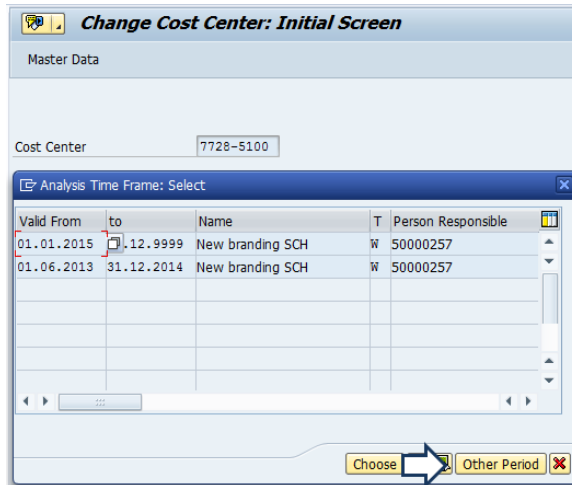 Change Cost Center: Initial Screen
Master Data
Cost Center 7728-5100
Analysis Time Frame: Select
Valid From to Name T Person Responsible
01.01.2015 .12.9999 New branding SCH W 50000257
01.06.2013 31.12.2014 New branding SCH W 50000257
Choose Other Period